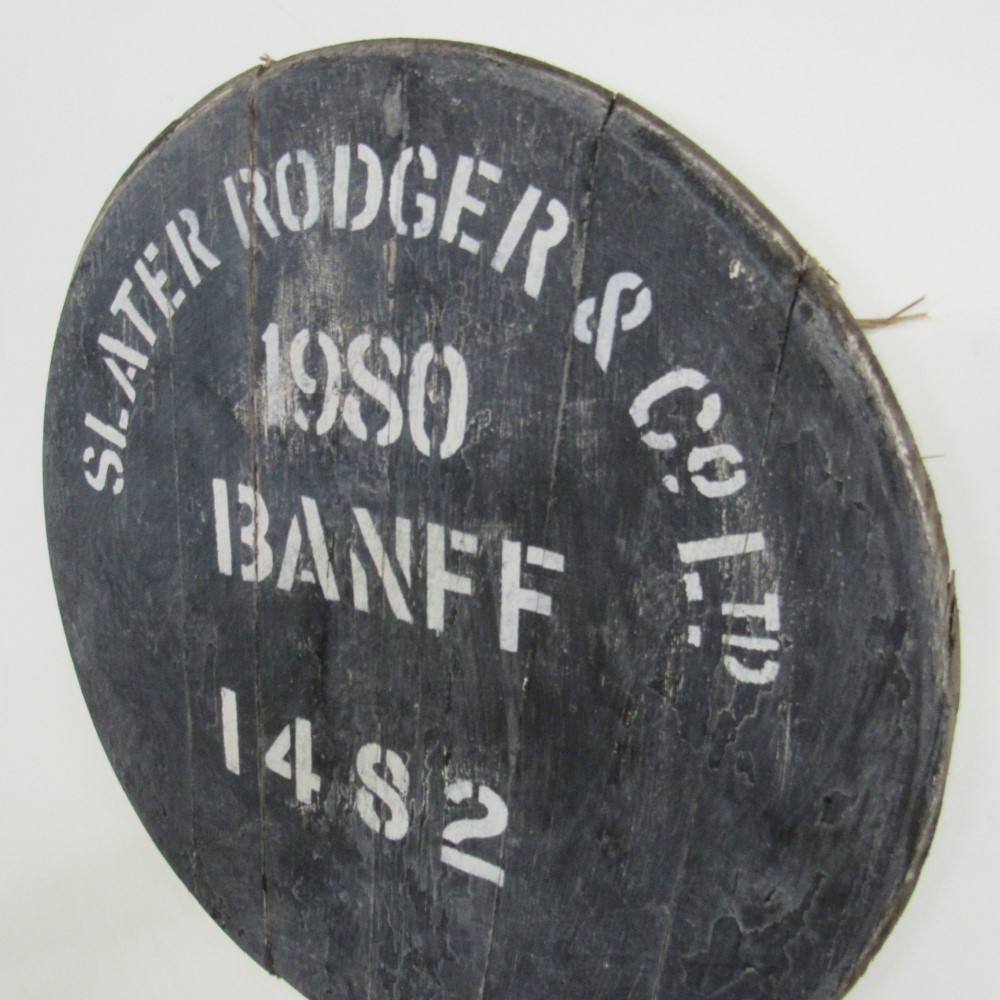 SLATER RODGER & CO. LTD
1980
BANFF
1482